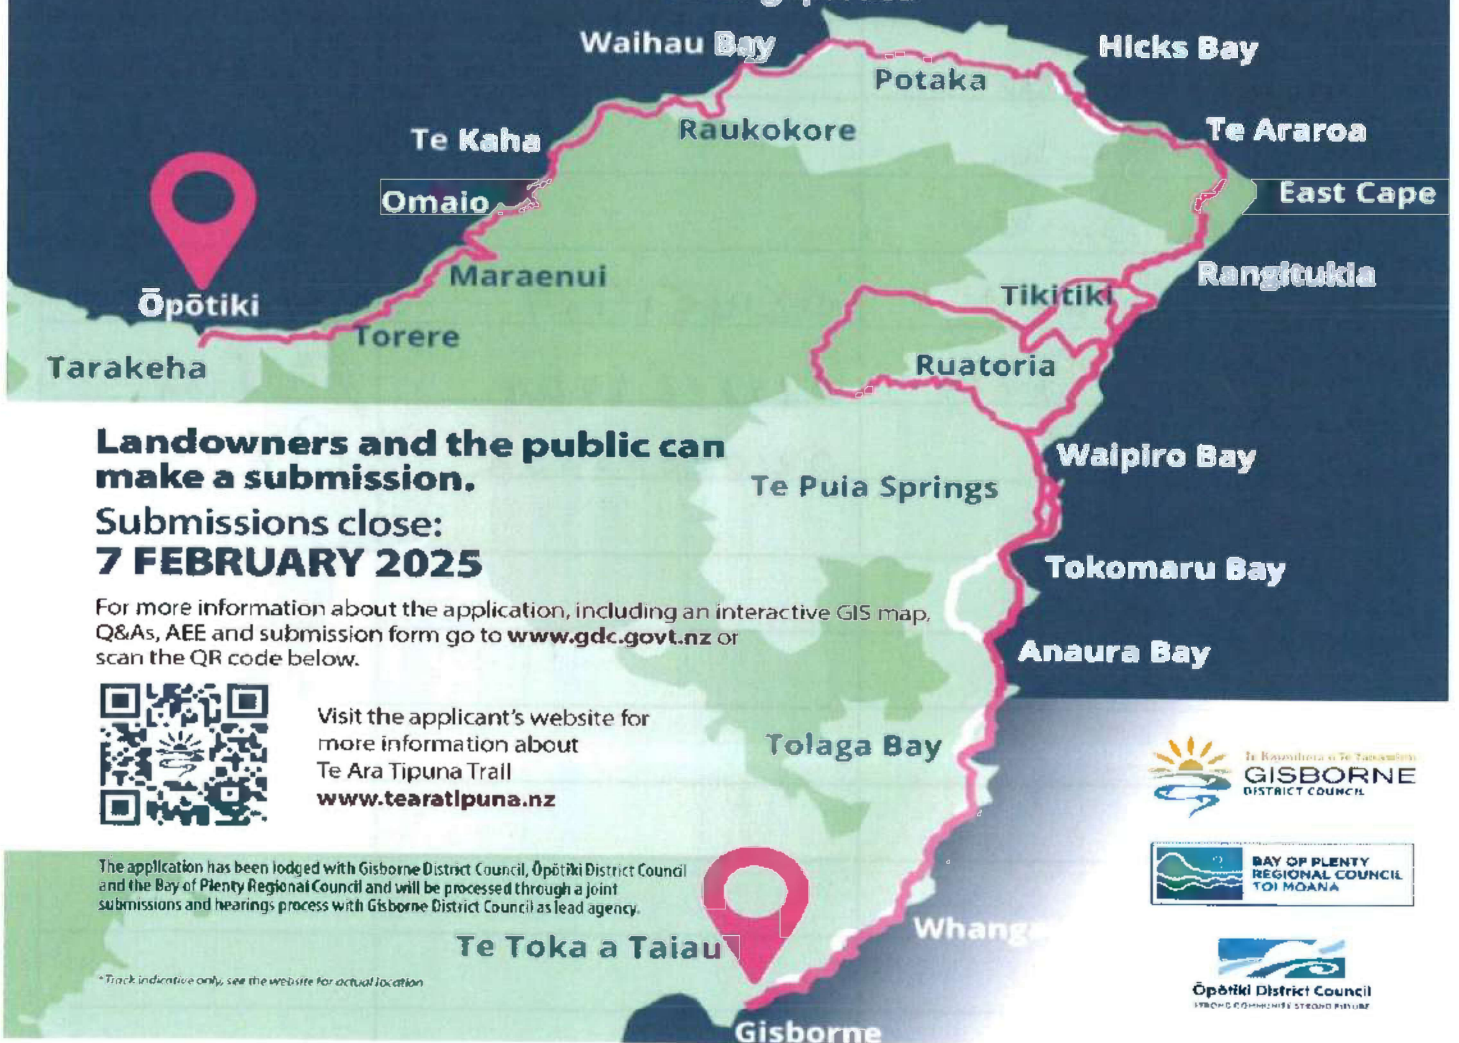 Waihau Bay
Hicks Bay
Potaka
Te Kaha
Raukokore
Te Araroa
Omaio
East Cape
Maraenui
Rangitukia
Tikitiki
Ōpōtiki
Torere
Tarakeha
Ruatoria
Landowners and the public can
make a submission.
Waipiro Bay
Te Puia Springs
Submissions close:
7 FEBRUARY 2025
Tokomaru Bay
For more information about the application, including an interactive GIS map,
Q&As, AEE and submission form go to www.gdc.govt.nz or
scan the QR code below.
Anaura Bay
Visit the applicant's website for
more information about
Te Ara Tipuna Trail
www.tearatipuna.nz
Tolaga Bay
GISBORNE
DISTRICT COUNCIL
The application has been lodged with Gisborne District Council, Ōpōtiki District Council
and the Bay of Plenty Regional Council and will be processed through a joint
submissions and hearings process with Gisborne District Council as lead agency.
BAY OF PLENTY
REGIONAL COUNCIL
TOI MOANA
Whanga
Te Toka a Taiau
*Track indicative only, see the website for actual location
Ōpōtiki District Council
STRONG COMMUNITY STRONG FUTURE
Gisborne